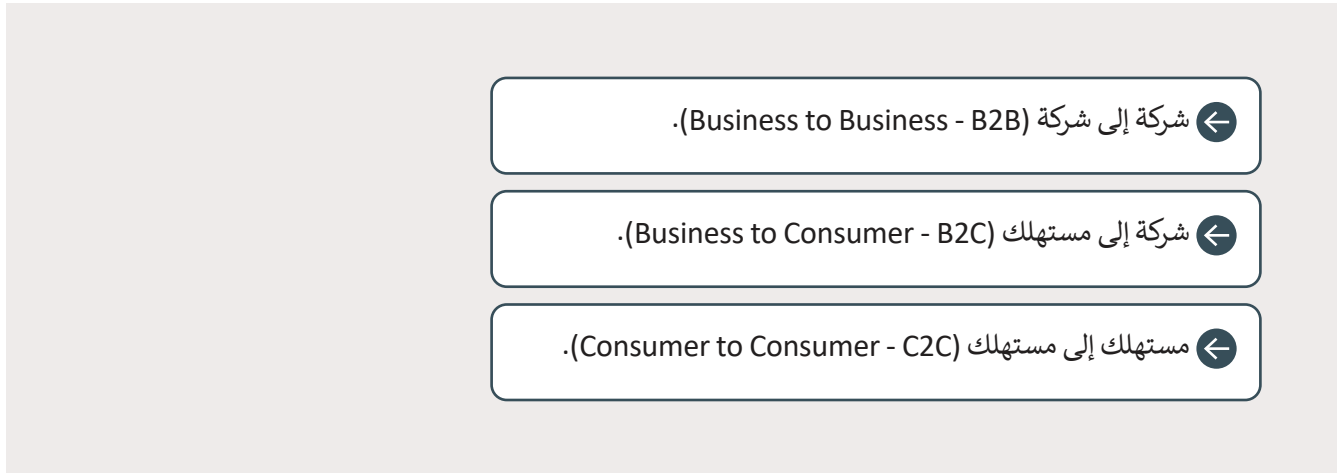 شركة إلى شركة (Business to Business - B2B).
شركة إلى مستهلك (Business to Consumer - B2C).
مستهلك إلى مستهلك (Consumer to Consumer - C2C).